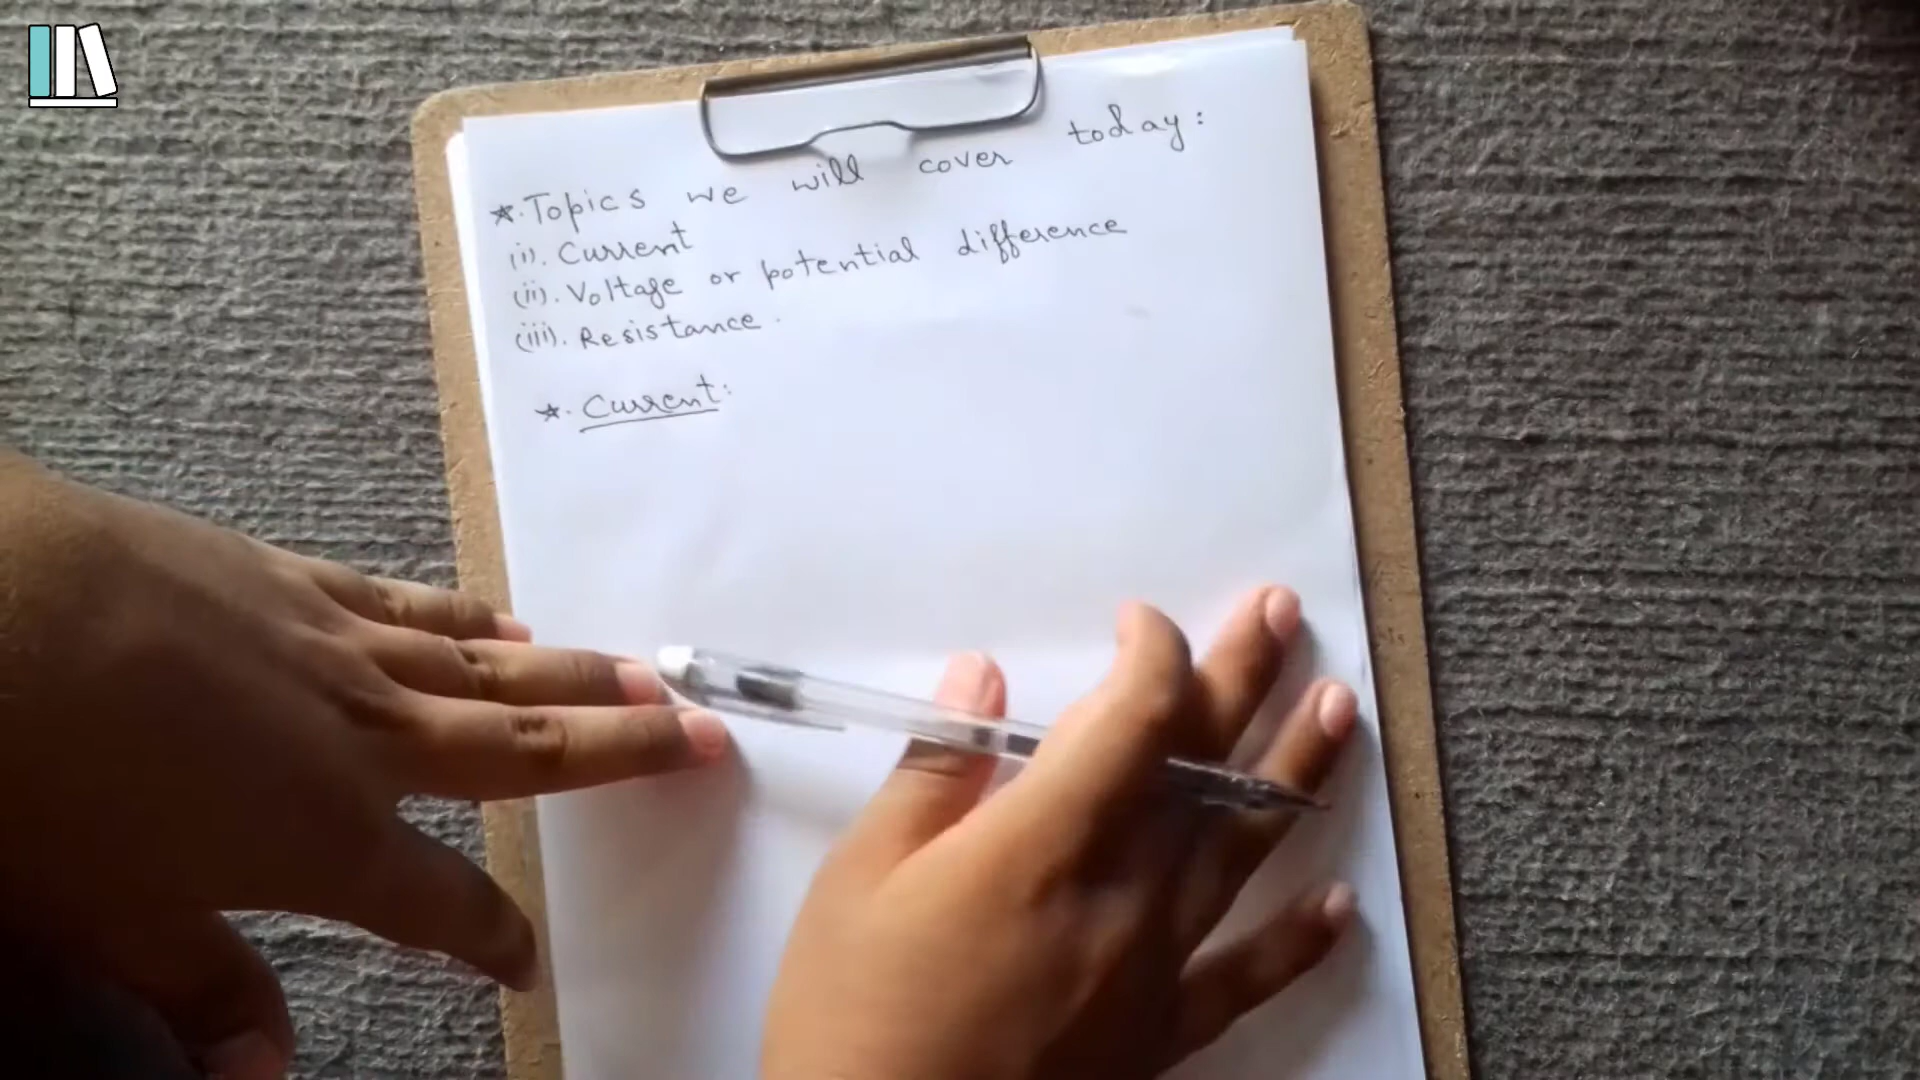 ★. Topics we will cover today:
(i). Current
(ii). Voltage or potential difference
(iii). Resistance.
★. Current: